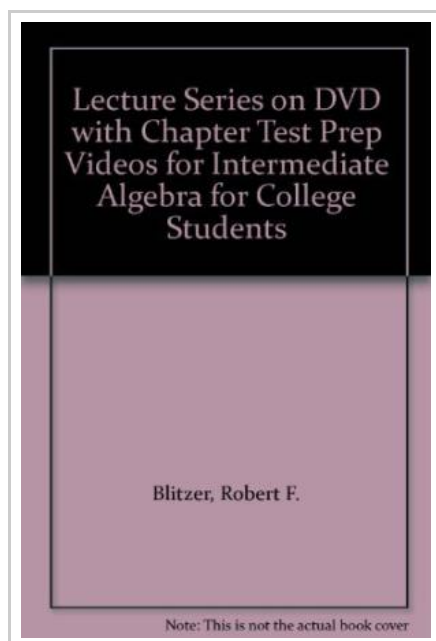 Lecture Series on DVD
with Chapter Test Prep
Videos for Intermediate
Algebra for College
Students
Blitzer, Robert F.
Note: This is not the actual book cover